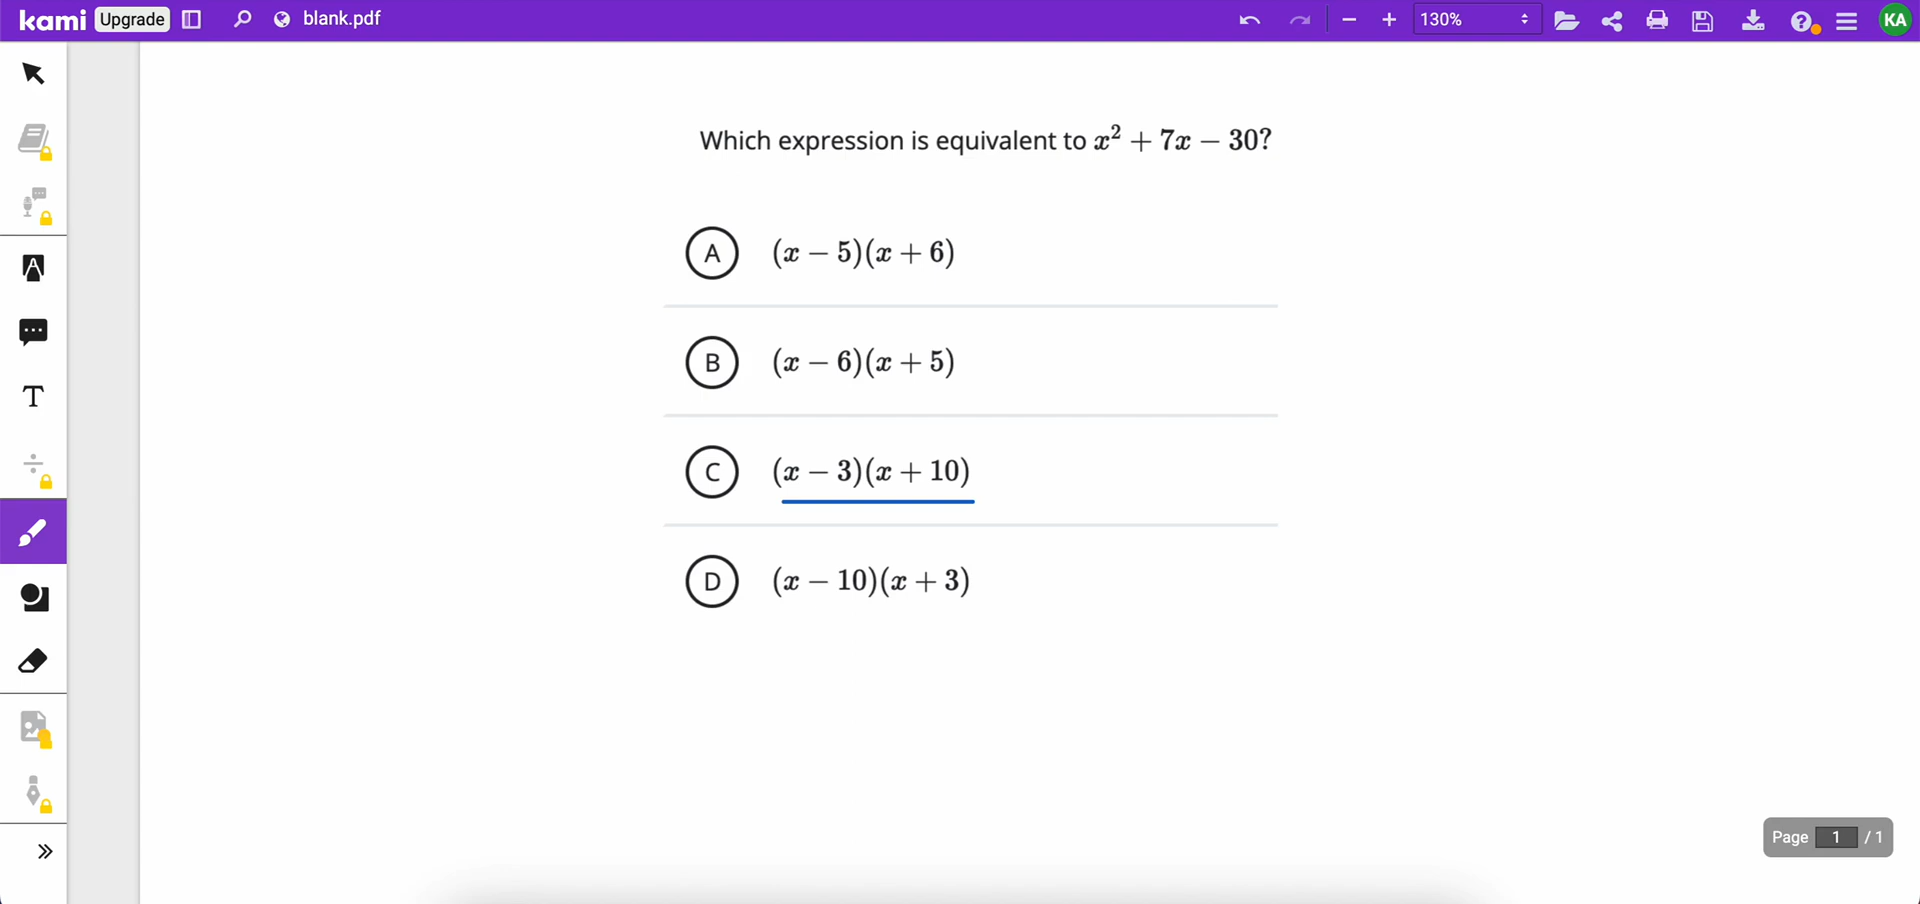 kami Upgrade blank.pdf 130% KA
Which expression is equivalent to x² + 7x − 30?
A (x − 5)(x + 6)
B (x − 6)(x + 5)
C (x − 3)(x + 10)
D (x − 10)(x + 3)
T
Page 1 / 1